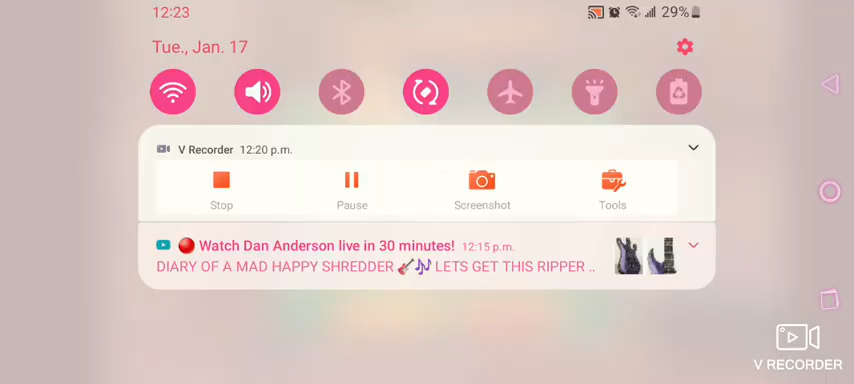 12:23
29%
Tue., Jan. 17
V Recorder 12:20 p.m.
Stop
Pause
Screenshot
Tools
Watch Dan Anderson live in 30 minutes! 12:15 p.m.
DIARY OF A MAD HAPPY SHREDDER 🎸🎶 LETS GET THIS RIPPER ..
V RECORDER